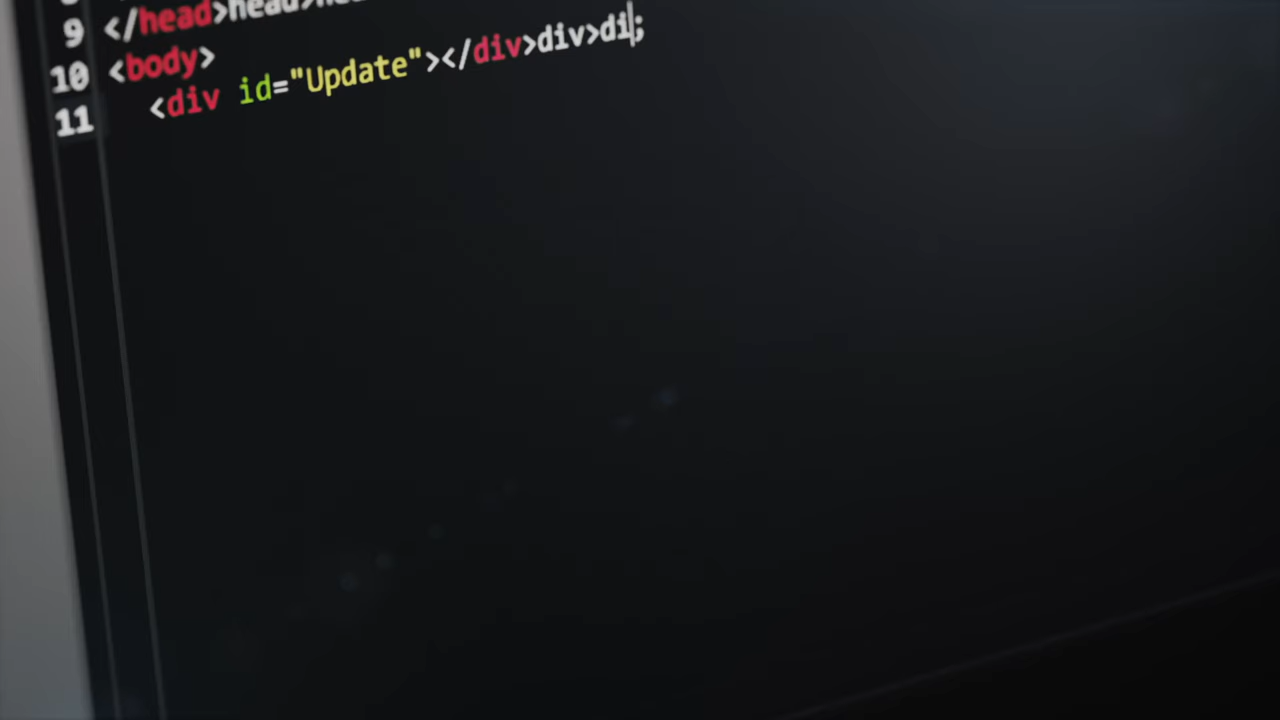 9 </head>head>
10 <body>
11 <div id="Update"></div>div>di;